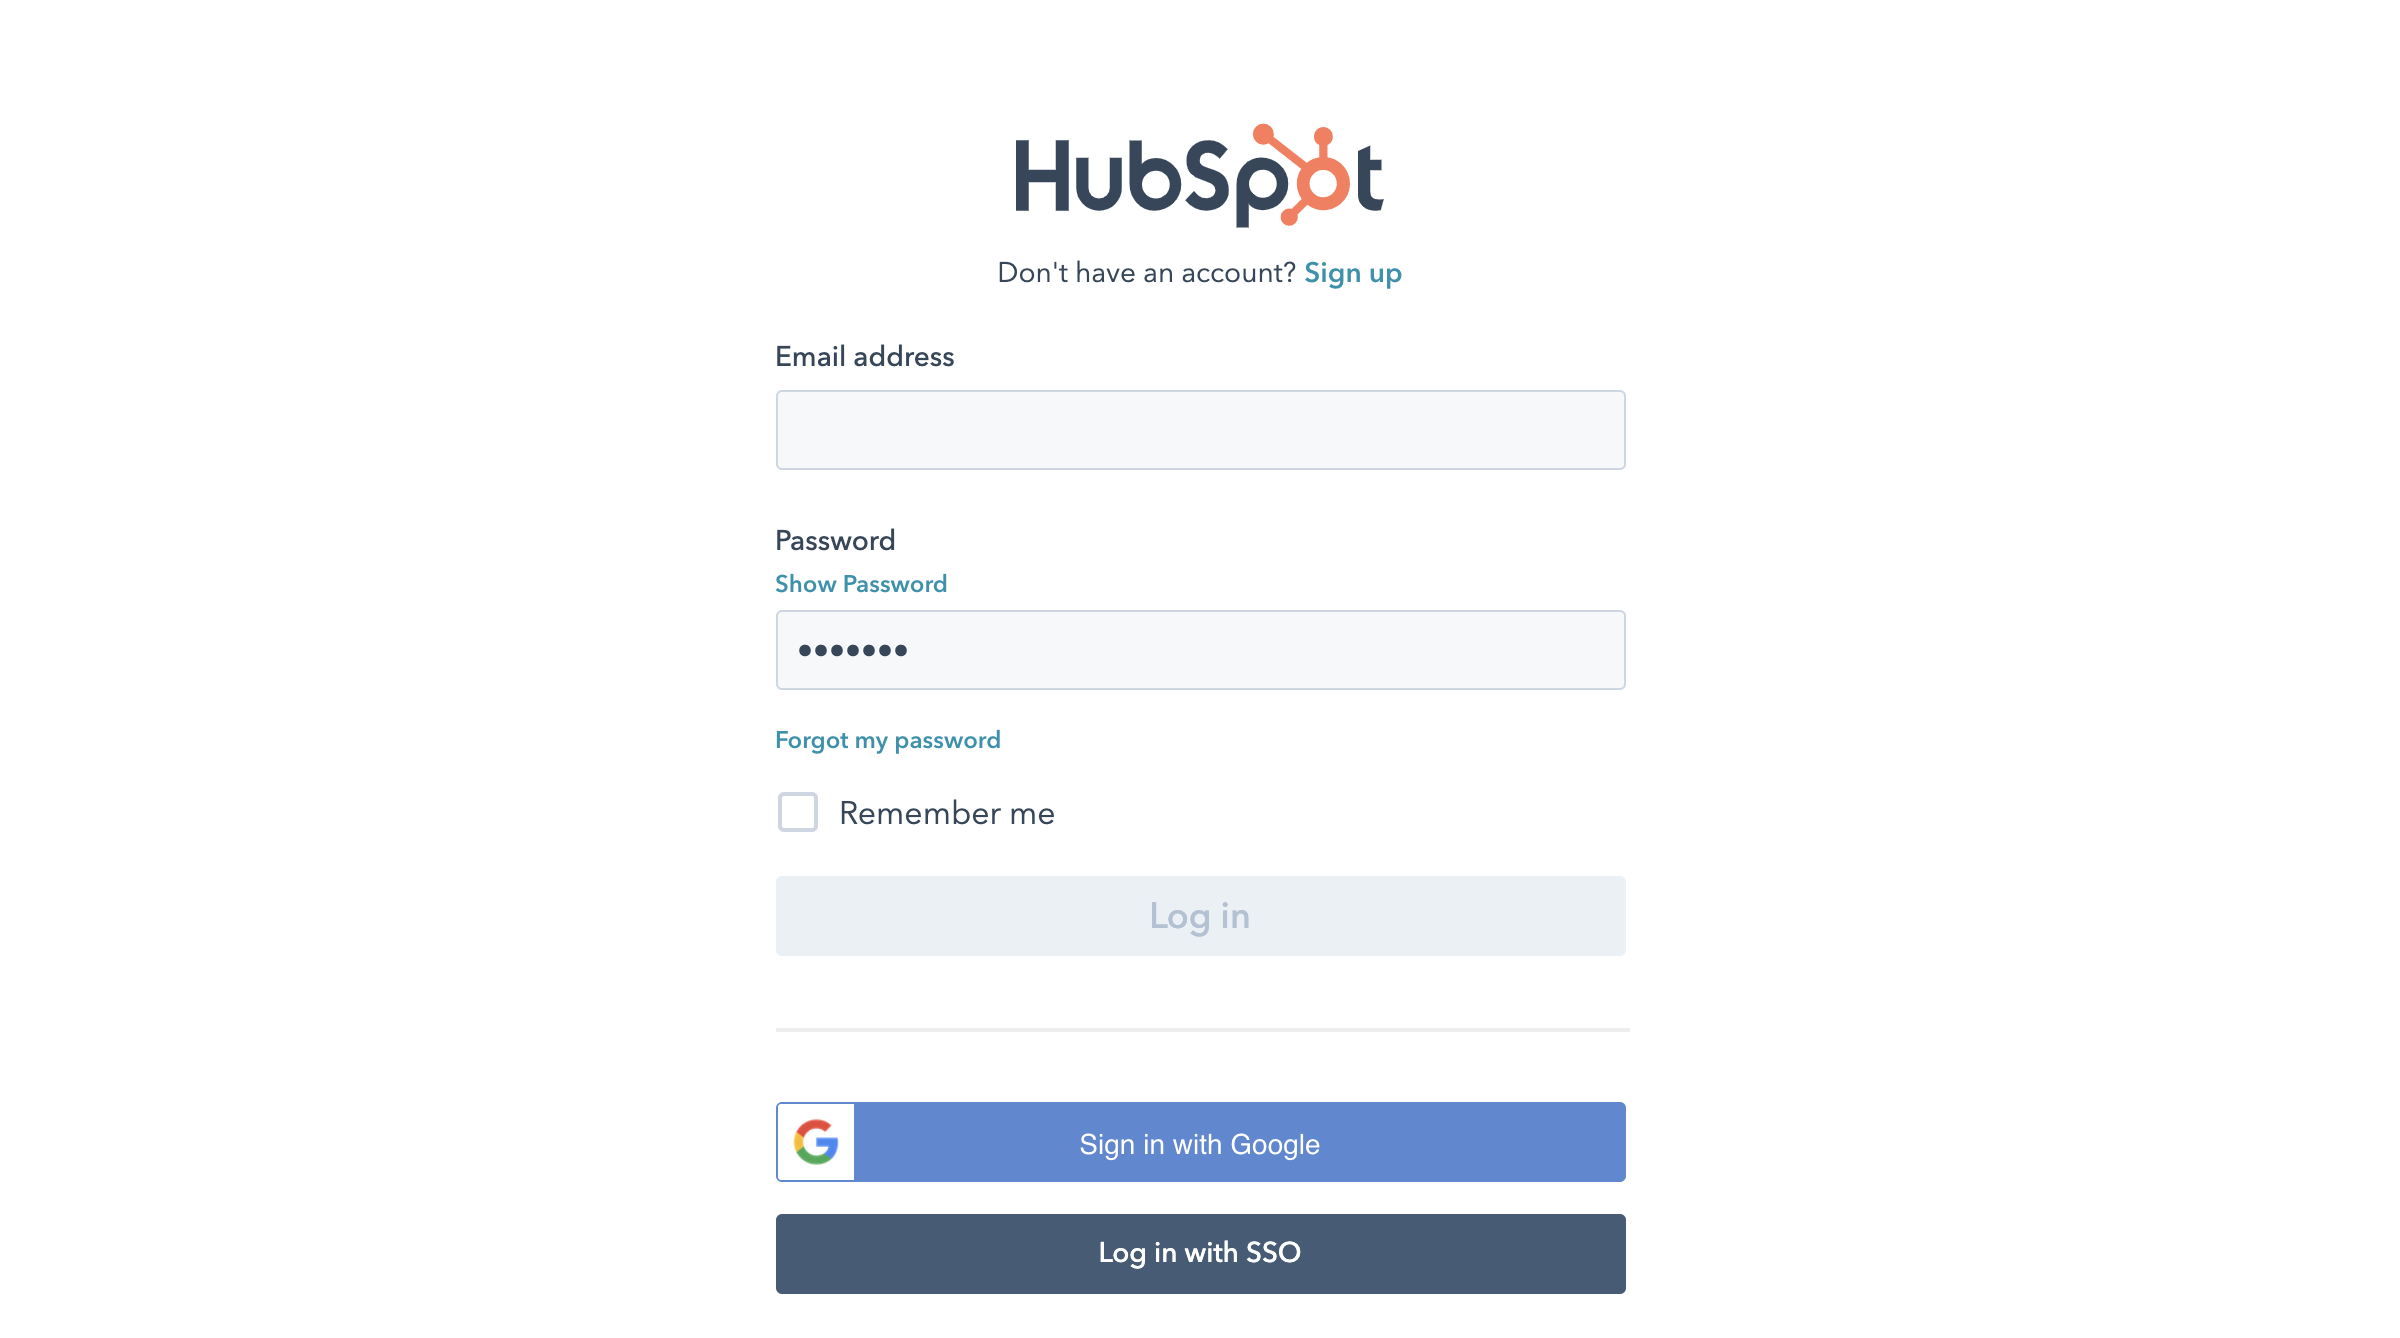 HubSpot
Don't have an account? Sign up
Email address
Password
Show Password
•••••••
Forgot my password
Remember me
Log in
Sign in with Google
Log in with SSO